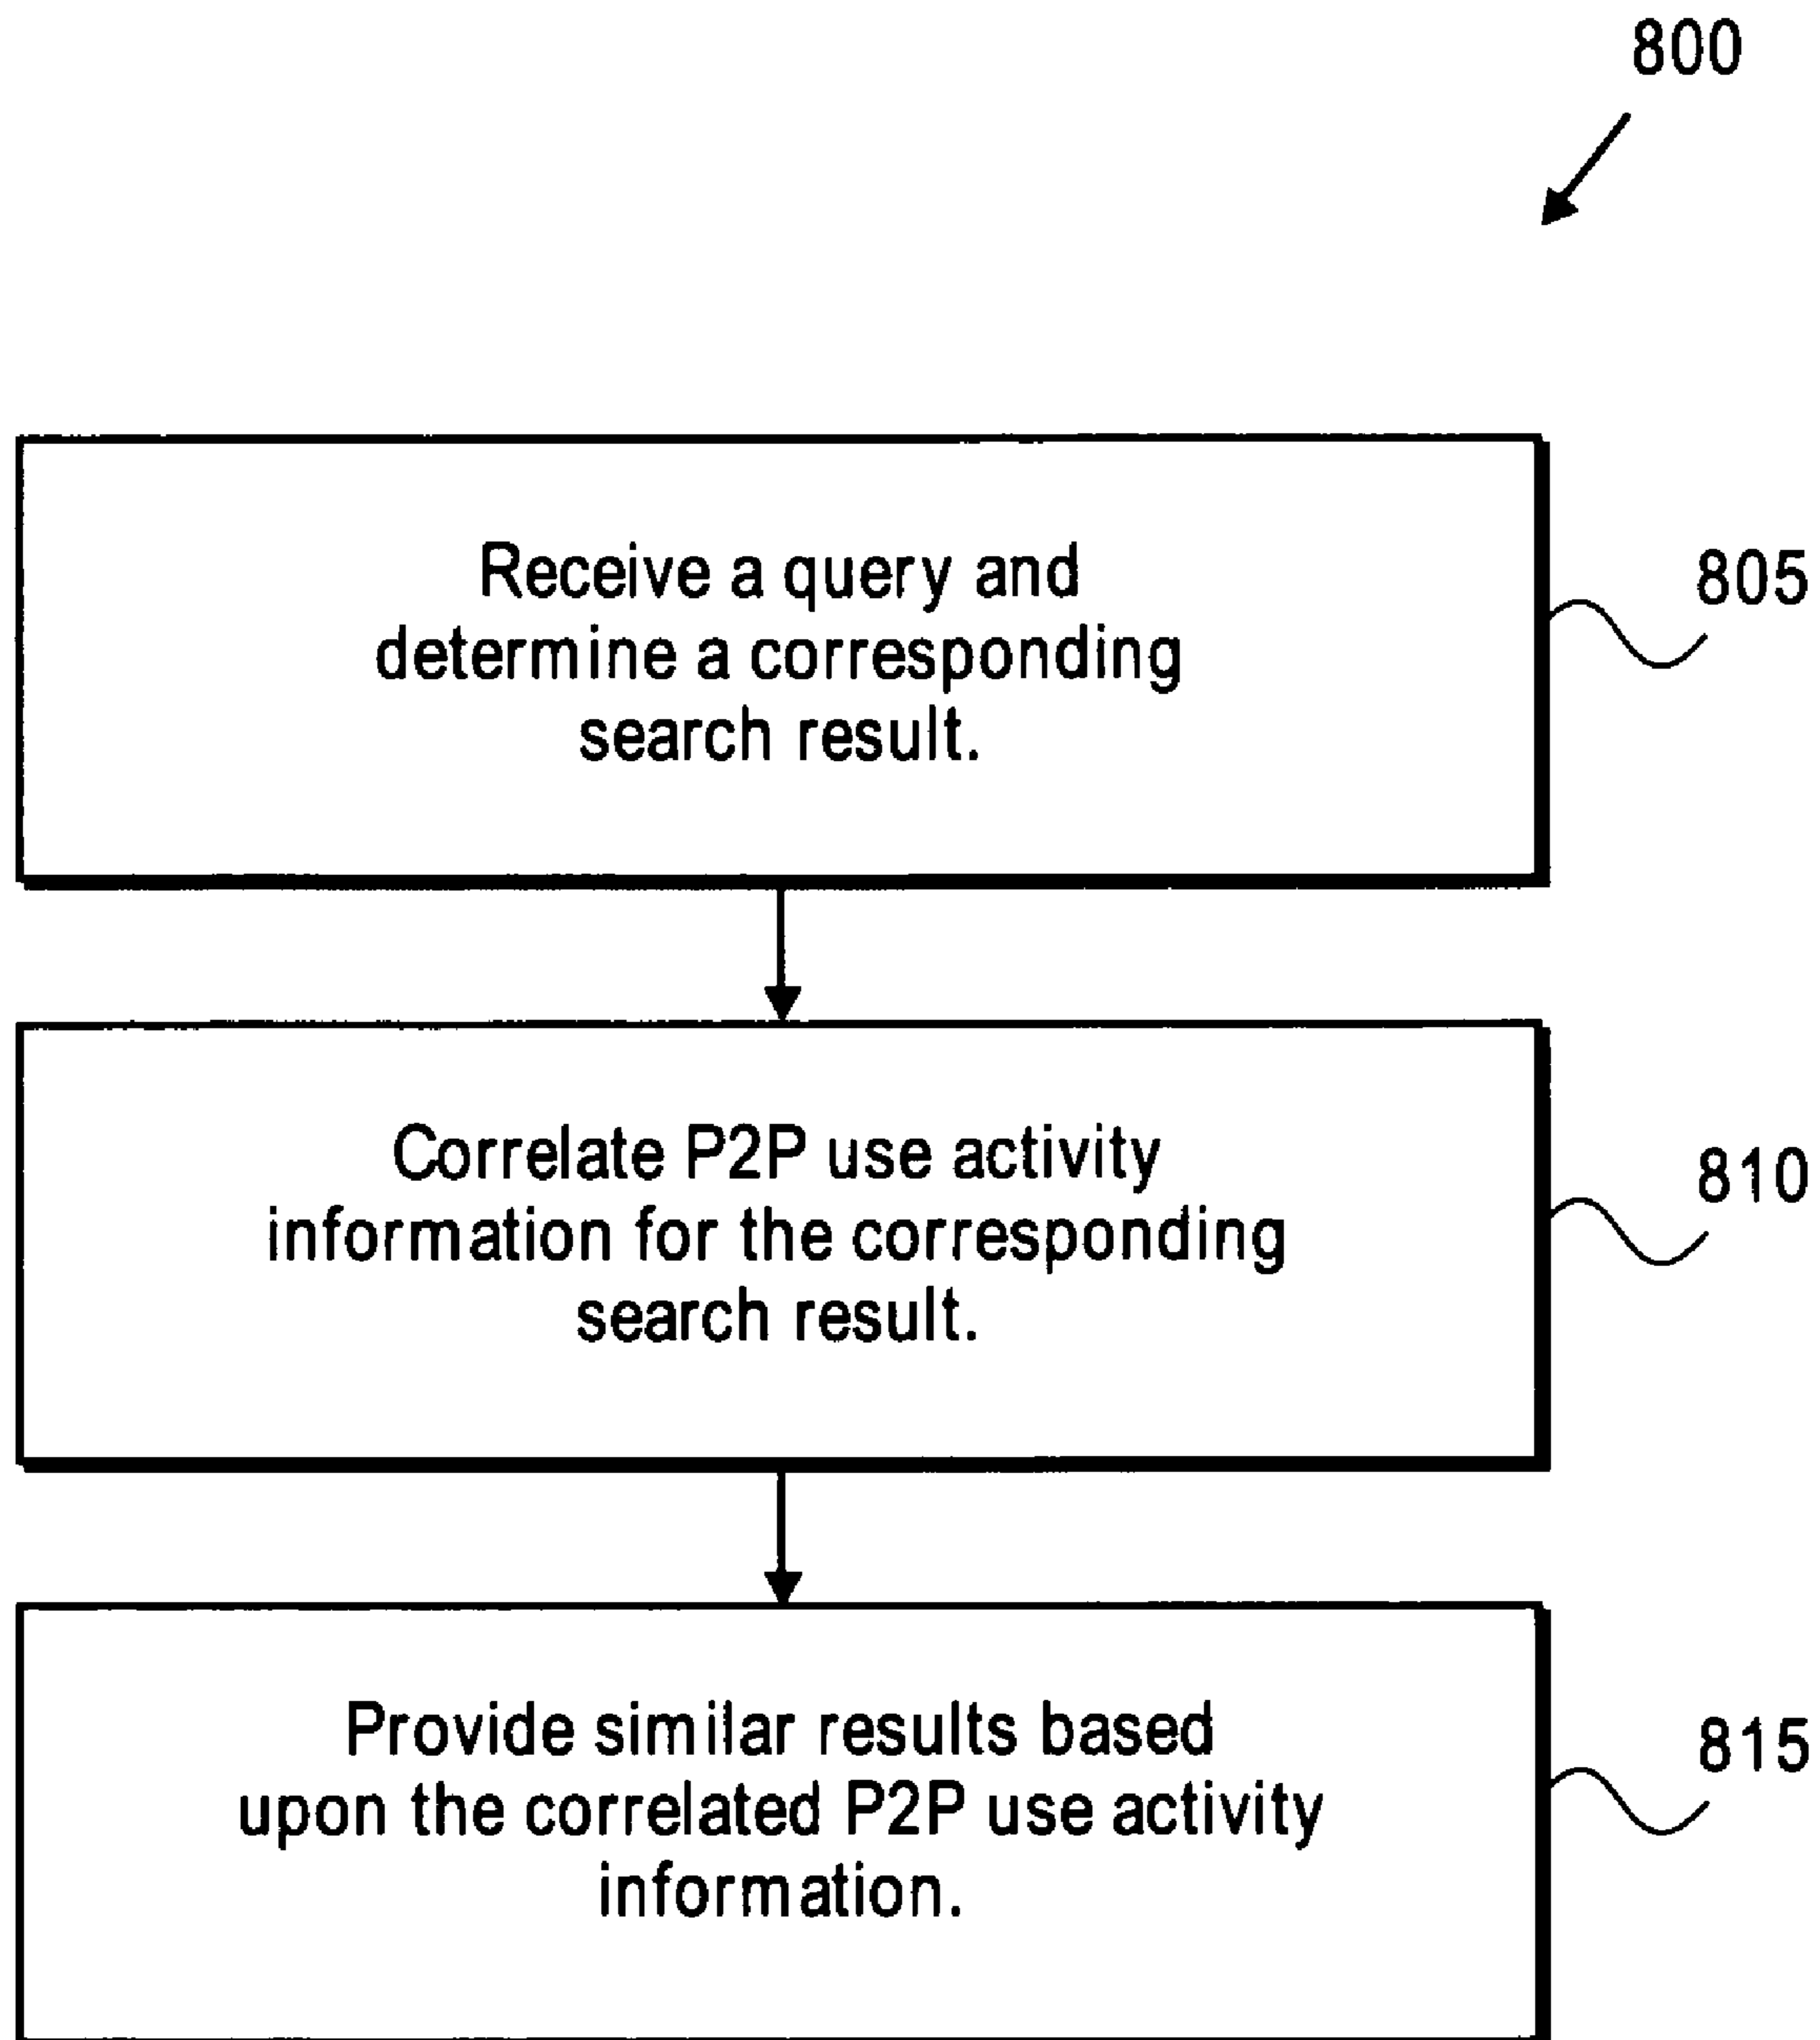 800
Receive a query and
determine a corresponding
search result.
805
Correlate P2P use activity
information for the corresponding
search result.
810
Provide similar results based
upon the correlated P2P use activity
information.
815